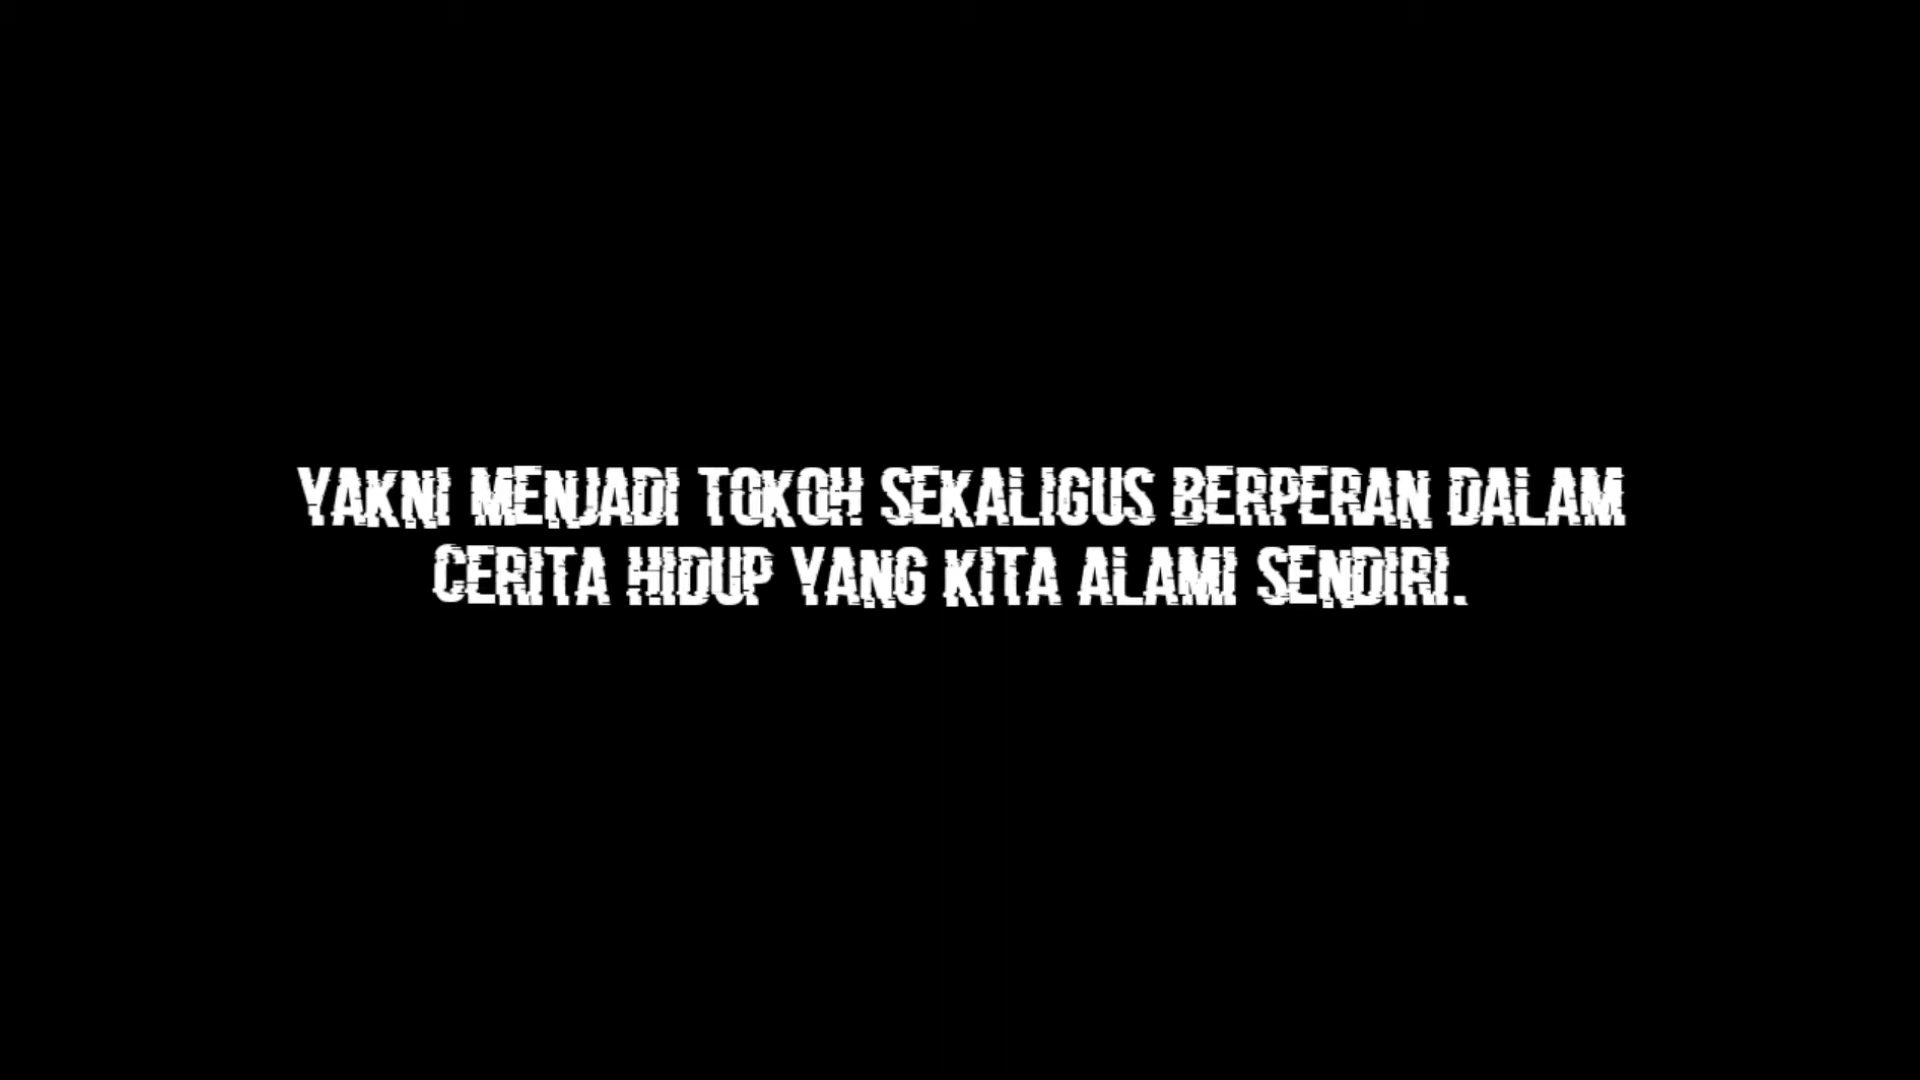 YAKNI MENJADI TOKOH SEKALIGUS BERPERAN DALAM
CERITA HIDUP YANG KITA ALAMI SENDIRI.